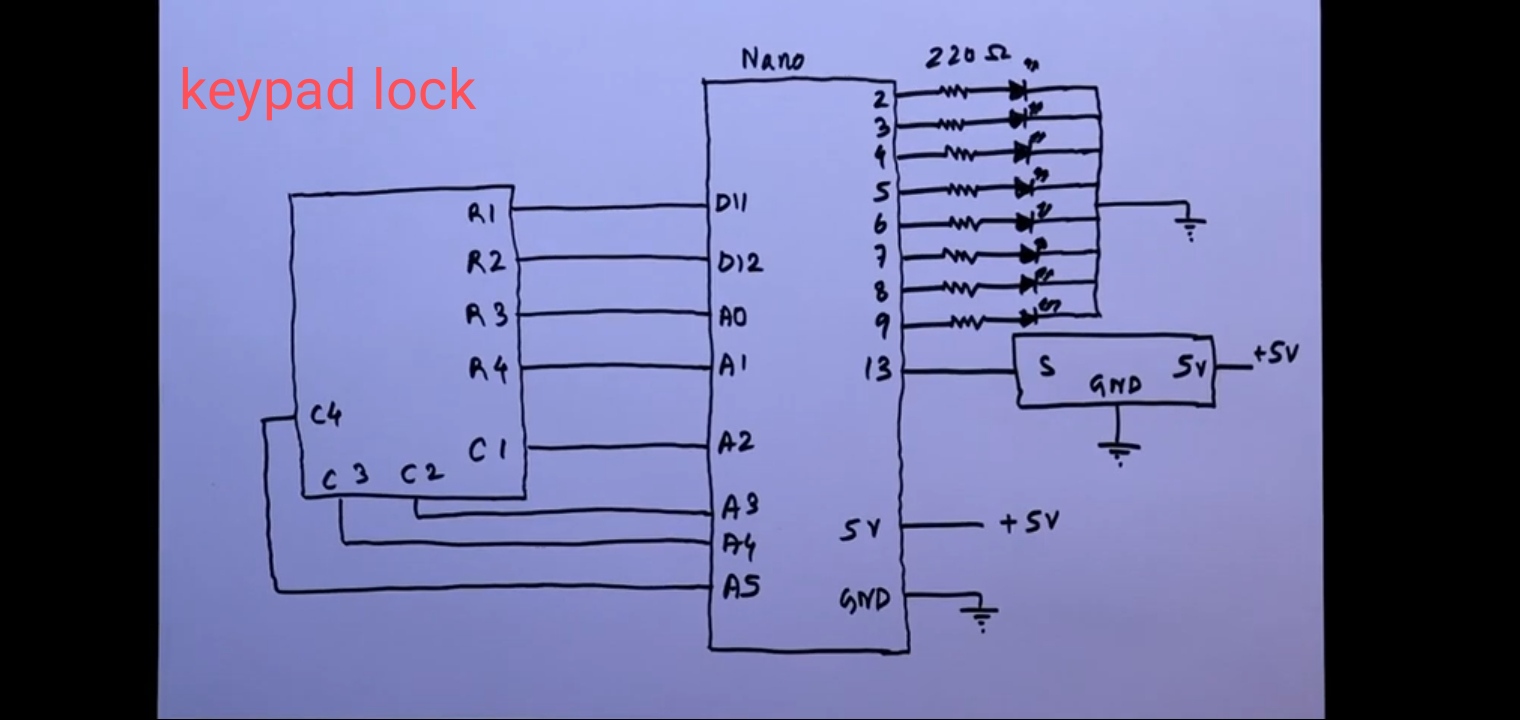 keypad lock
Nano
220 Ω
R1
R2
R3
R4
C1
C2
C3
C4
D11
D12
A0
A1
A2
A3
A4
A5
2
3
4
5
6
7
8
9
13
5V
GND
S
GND
5V
+5V
+5V